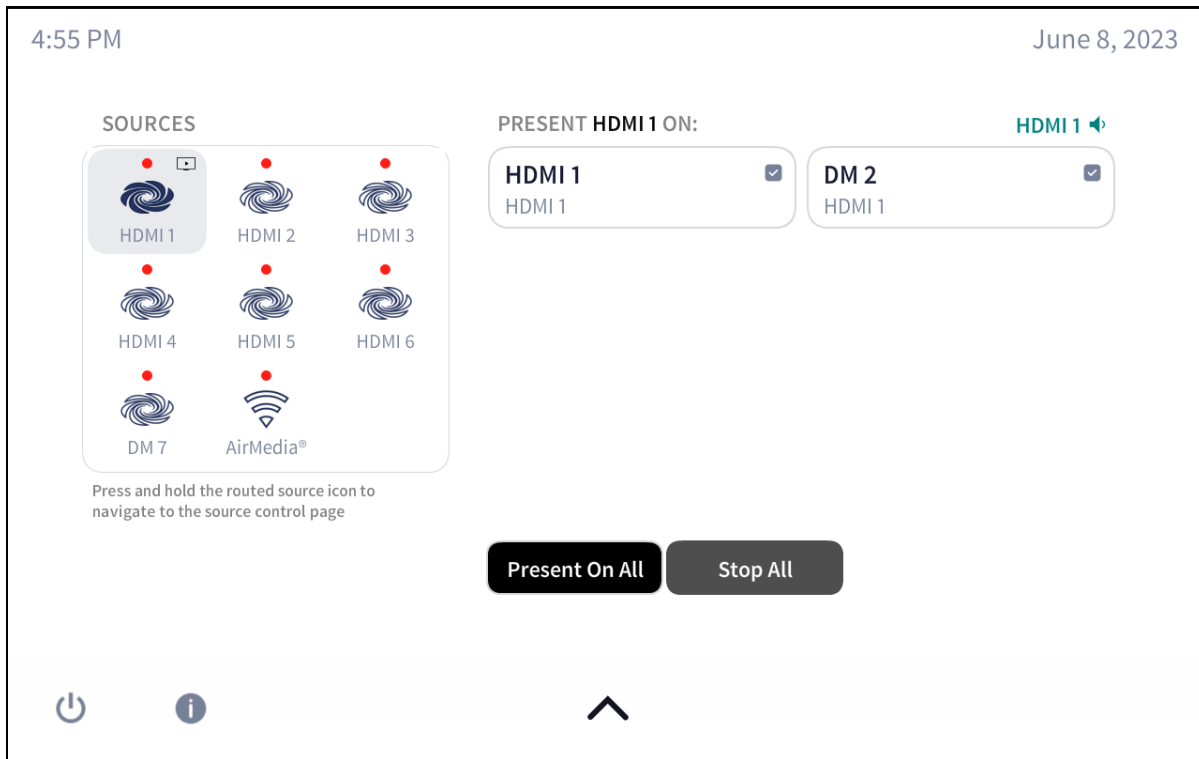 4:55 PM
June 8, 2023
SOURCES
HDMI 1
HDMI 2
HDMI 3
HDMI 4
HDMI 5
HDMI 6
DM 7
AirMedia®
Press and hold the routed source icon to
navigate to the source control page
PRESENT HDMI 1 ON:
HDMI 1
HDMI 1
HDMI 1
DM 2
HDMI 1
Present On All
Stop All